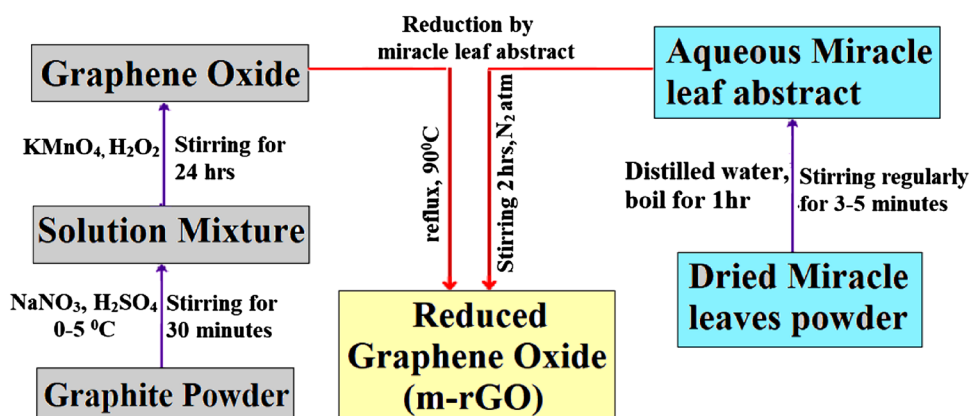 Reduction by
miracle leaf abstract
Graphene Oxide
KMnO₄, H₂O₂
Stirring for
24 hrs
Solution Mixture
NaNO₃, H₂SO₄
0-5 ⁰C
Stirring for
30 minutes
Graphite Powder
reflux, 90⁰C
Stirring 2 hrs, N₂ atm
Reduced
Graphene Oxide
(m-rGO)
Aqueous Miracle
leaf abstract
Distilled water,
boil for 1hr
Stirring regularly
for 3-5 minutes
Dried Miracle
leaves powder